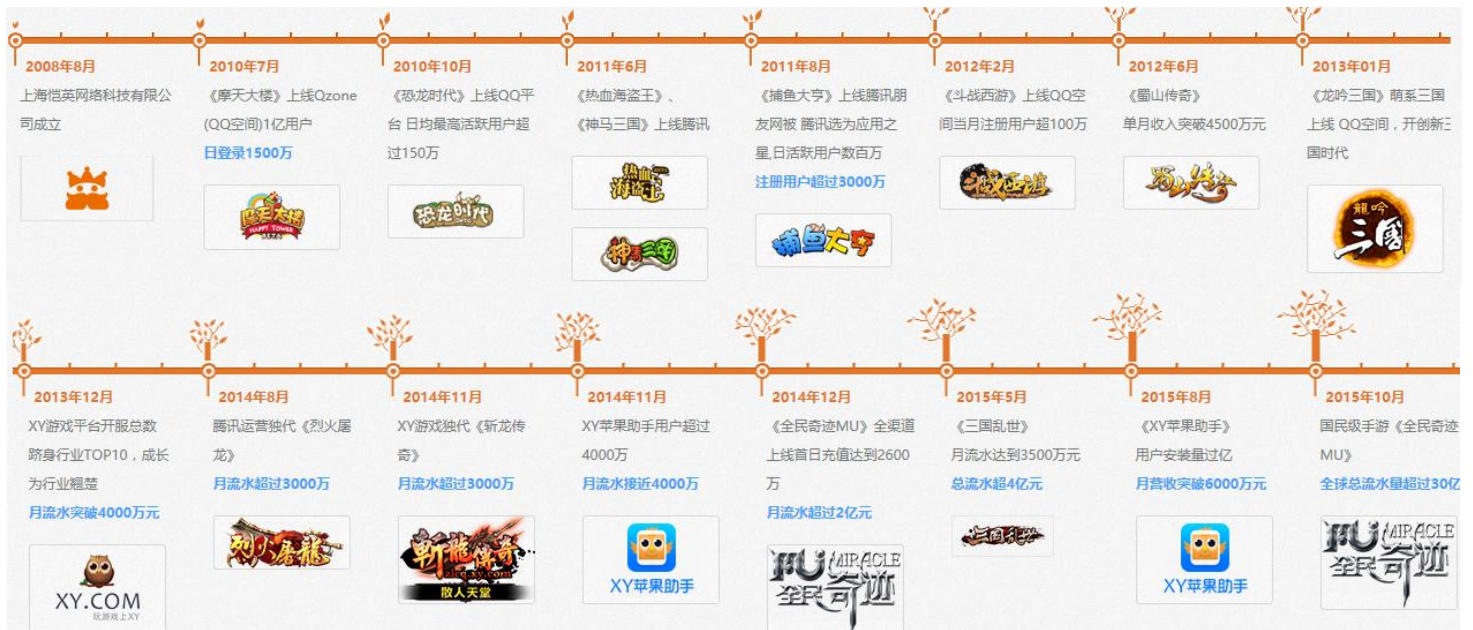 2008年8月
上海恺英网络科技有限公
司成立
2010年7月
《摩天大楼》上线Qzone
(QQ空间)1亿用户
日登录1500万
摩天大楼
HAPPY TOWER
2010年10月
《恐龙时代》上线QQ平
台 日均最高活跃用户超
过150万
恐龙时代
2011年6月
《热血海盗王》、
《神马三国》上线腾讯
热血
海盗王
神马三国
2011年8月
《捕鱼大亨》上线腾讯朋
友网被 腾讯选为应用之
星,日活跃用户数百万
注册用户超过3000万
捕鱼大亨
2012年2月
《斗战西游》上线QQ空
间当月注册用户超100万
斗战西游
2012年6月
《蜀山传奇》
单月收入突破4500万元
蜀山传奇
2013年01月
《龙吟三国》萌系三国
上线 QQ空间，开创新三
国时代
龍吟
三國
2013年12月
XY游戏平台开服总数
跻身行业TOP10，成长
为行业翘楚
月流水突破4000万元
XY.COM
玩游戏上XY
2014年8月
腾讯运营独代《烈火屠
龙》
月流水超过3000万
烈火屠龍
2014年11月
XY游戏独代《斩龙传
奇》
月流水超过3000万
斬龍傳奇
zlcq.xy.com
散人天堂
2014年11月
XY苹果助手用户超过
4000万
月流水接近4000万
XY苹果助手
2014年12月
《全民奇迹MU》全渠道
上线首日充值达到2600
万
月流水超过2亿元
MU MIRACLE
全民奇迹
2015年5月
《三国乱世》
月流水达到3500万元
总流水超4亿元
三国乱世
2015年8月
《XY苹果助手》
用户安装量过亿
月营收突破6000万元
XY苹果助手
2015年10月
国民级手游《全民奇迹
MU》
全球总流水量超过30亿
MU MIRACLE
全民奇迹